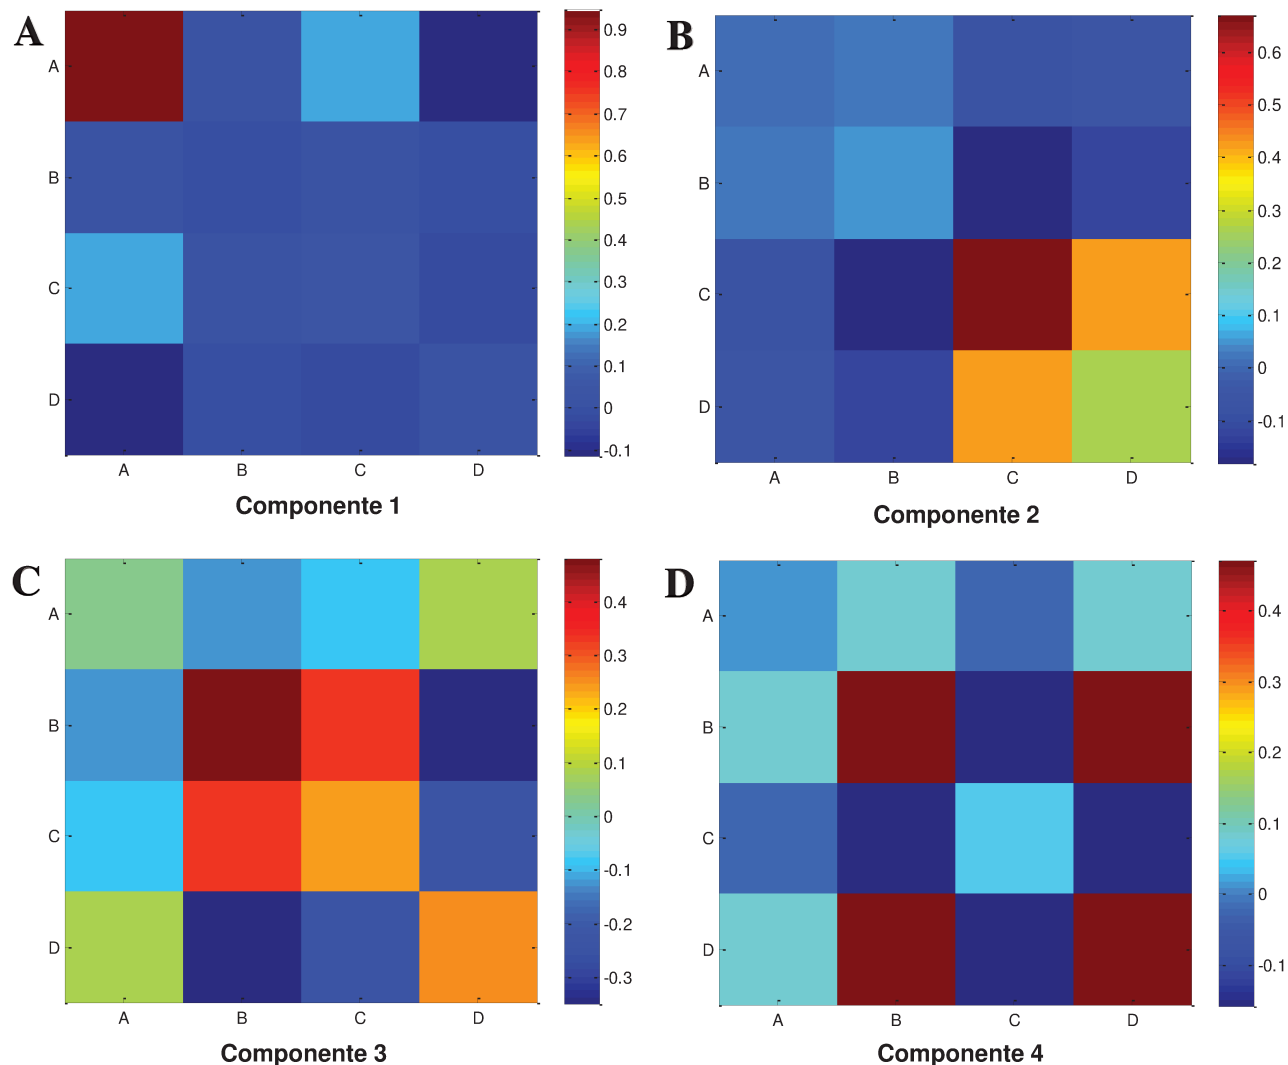 A
A
B
C
D
A B C D
0.9
0.8
0.7
0.6
0.5
0.4
0.3
0.2
0.1
0
-0.1
Componente 1
B
A
B
C
D
A B C D
0.6
0.5
0.4
0.3
0.2
0.1
0
-0.1
Componente 2
C
A
B
C
D
A B C D
0.4
0.3
0.2
0.1
0
-0.1
-0.2
-0.3
Componente 3
D
A
B
C
D
A B C D
0.4
0.3
0.2
0.1
0
-0.1
Componente 4